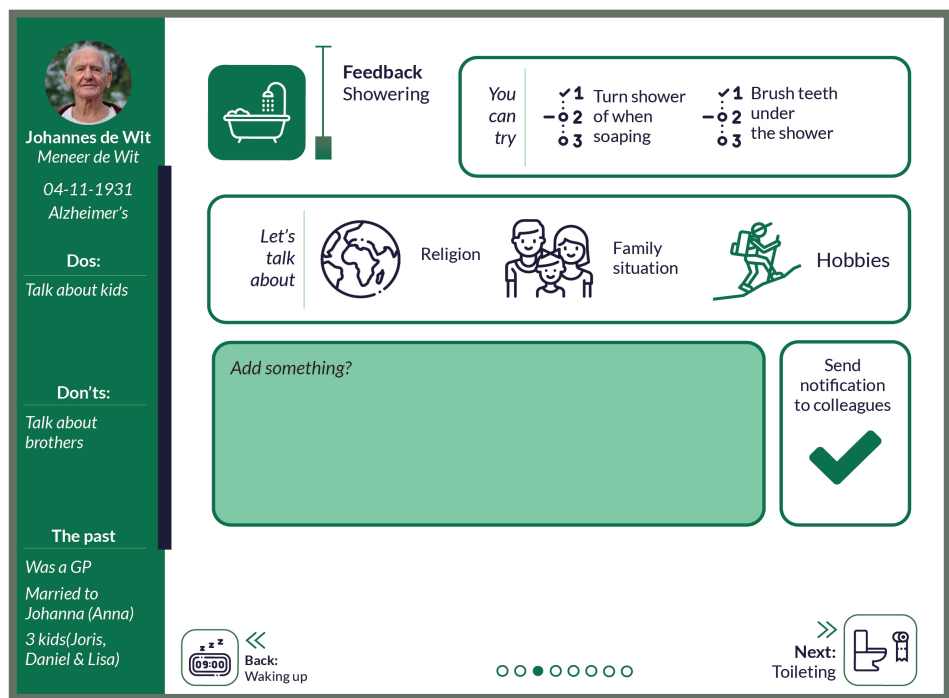 Johannes de Wit
Meneer de Wit
04-11-1931
Alzheimer's
Dos:
Talk about kids
Don'ts:
Talk about
brothers
The past
Was a GP
Married to
Johanna (Anna)
3 kids(Joris,
Daniel & Lisa)
Feedback
Showering
You
can
try
1
2
3
Turn shower
of when
soaping
1
2
3
Brush teeth
under
the shower
Let's
talk
about
Religion
Family
situation
Hobbies
Add something?
Send
notification
to colleagues
z z z
09:00
Back:
Waking up
Next:
Toileting